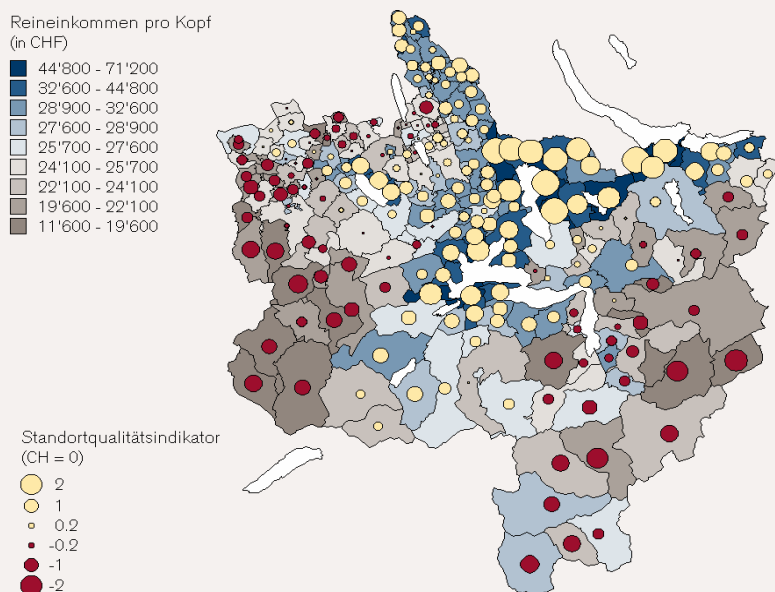 Reineinkommen pro Kopf
(in CHF)
44'800 - 71'200
32'600 - 44'800
28'900 - 32'600
27'600 - 28'900
25'700 - 27'600
24'100 - 25'700
22'100 - 24'100
19'600 - 22'100
11'600 - 19'600
Standortqualitätsindikator
(CH = 0)
2
1
0.2
-0.2
-1
-2